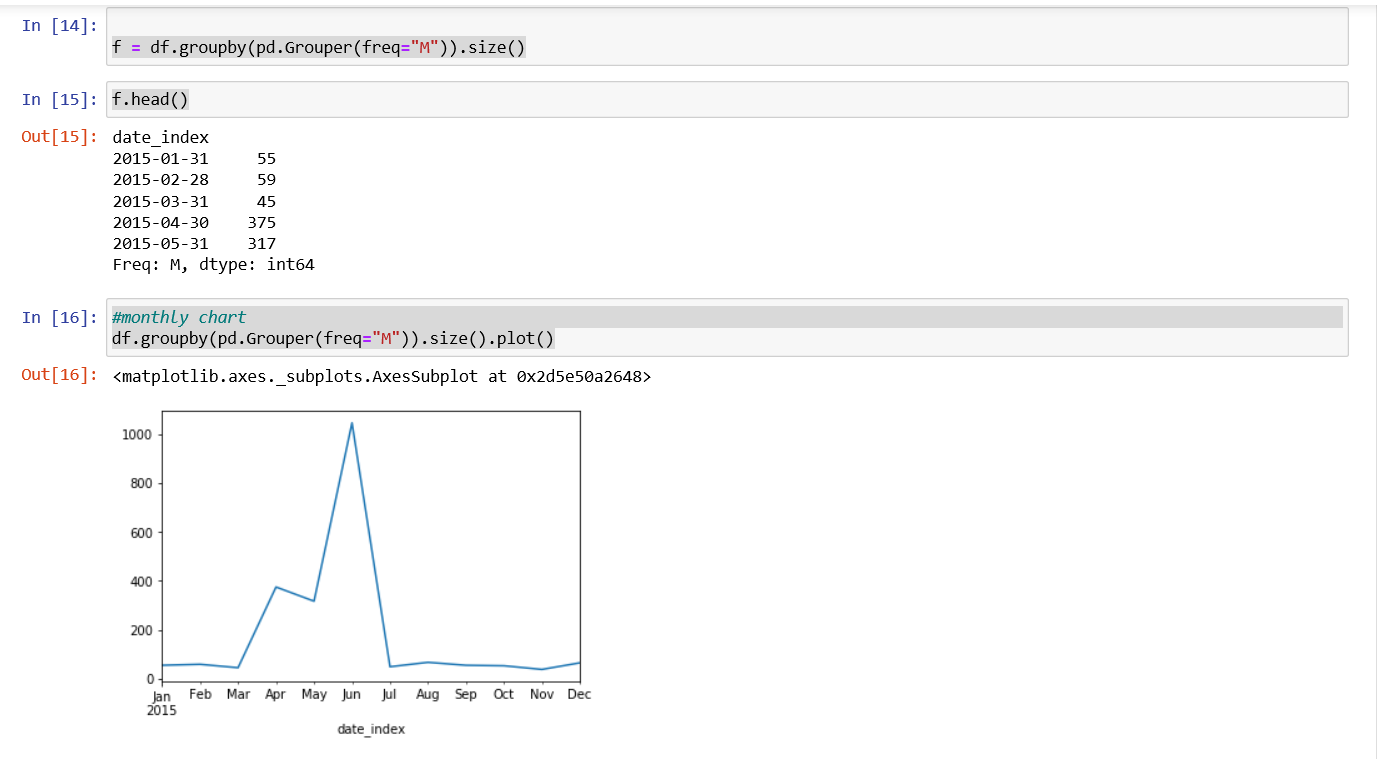 In [14]:
f = df.groupby(pd.Grouper(freq="M")).size()
In [15]: f.head()
Out[15]: date_index
2015-01-31     55
2015-02-28     59
2015-03-31     45
2015-04-30    375
2015-05-31    317
Freq: M, dtype: int64
In [16]: #monthly chart
df.groupby(pd.Grouper(freq="M")).size().plot()
Out[16]: <matplotlib.axes._subplots.AxesSubplot at 0x2d5e50a2648>
1000
800
600
400
200
0
Jan Feb Mar Apr May Jun Jul Aug Sep Oct Nov Dec
2015
date_index